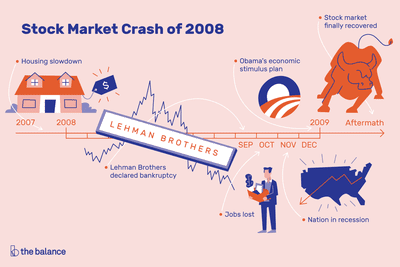 Stock Market Crash of 2008
Stock market
finally recovered
Housing slowdown
$
Obama's economic
stimulus plan
2007
2008
LEHMAN BROTHERS
2009
Aftermath
SEP OCT NOV DEC
Lehman Brothers
declared bankruptcy
Jobs lost
Nation in recession
the balance